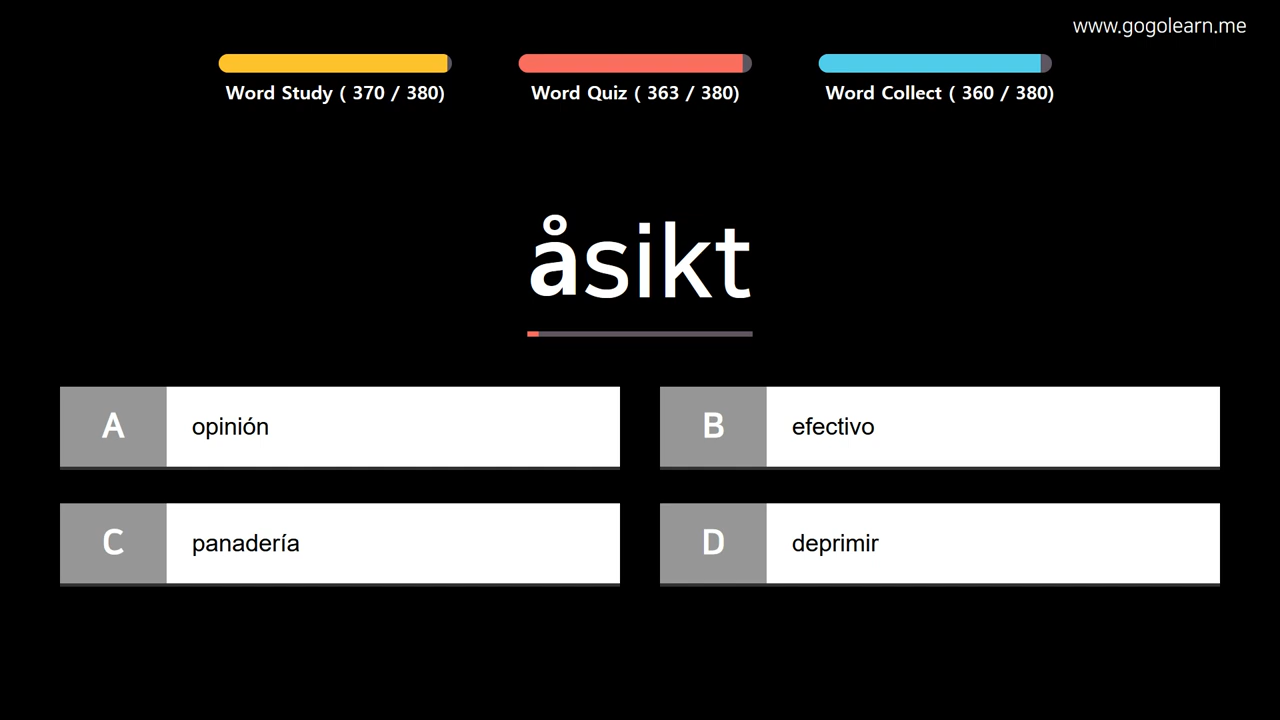 www.gogolearn.me
Word Study ( 370 / 380)
Word Quiz ( 363 / 380)
Word Collect ( 360 / 380)
åsikt
A opinión
B efectivo
C panadería
D deprimir